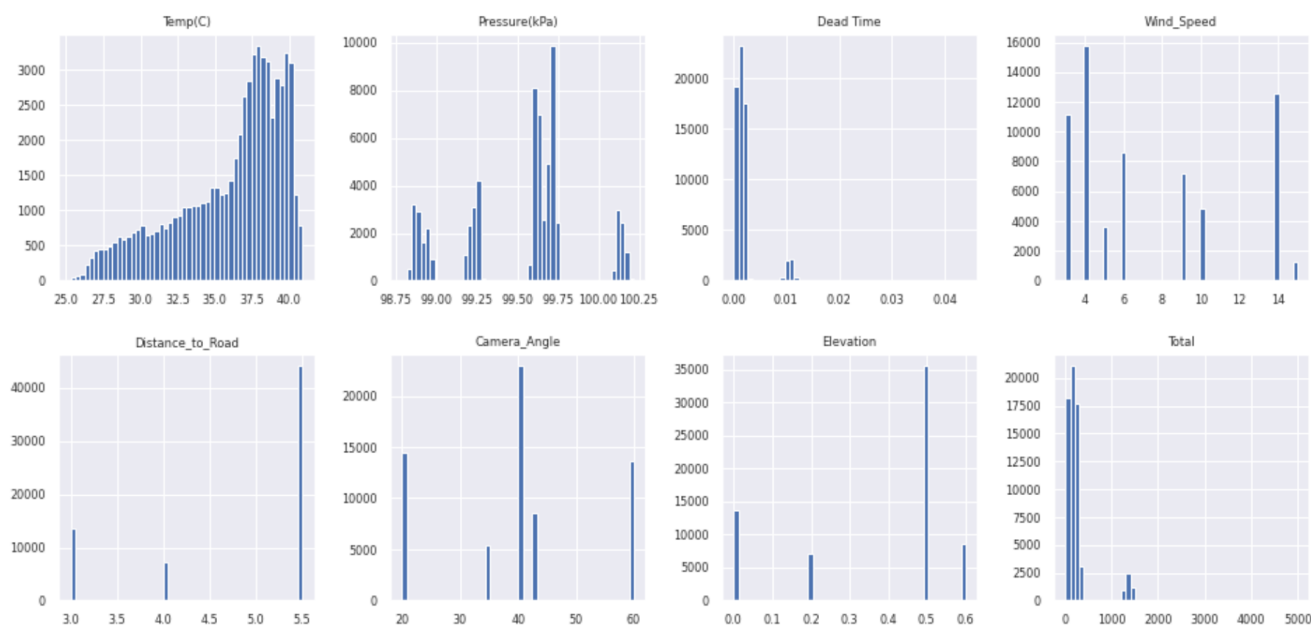 Temp(C) Pressure(kPa) Dead Time Wind_Speed
3000 10000 20000 16000
2500 8000 15000 14000
2000 6000 10000 12000
1500 4000 5000 10000
1000 2000 0 8000
500 0 6000
0 4000
2000
0
25.0 27.5 30.0 32.5 35.0 37.5 40.0 98.75 99.00 99.25 99.50 99.75 100.00 100.25 0.00 0.01 0.02 0.03 0.04 4 6 8 10 12 14
Distance_to_Road Camera_Angle Elevation Total
40000 20000 35000 20000
30000 15000 30000 17500
20000 10000 25000 15000
10000 5000 20000 12500
0 0 15000 10000
10000 7500
5000 5000
0 2500
0
3.0 3.5 4.0 4.5 5.0 5.5 20 30 40 50 60 0.0 0.1 0.2 0.3 0.4 0.5 0.6 0 1000 2000 3000 4000 5000